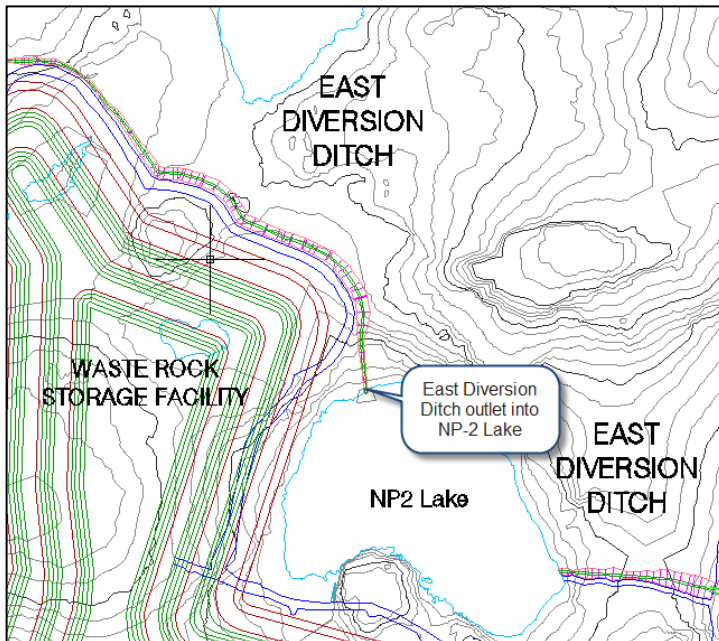 EAST
DIVERSION
DITCH
WASTE ROCK
STORAGE FACILITY
East Diversion
Ditch outlet into
NP-2 Lake
EAST
DIVERSION
DITCH
NP2 Lake